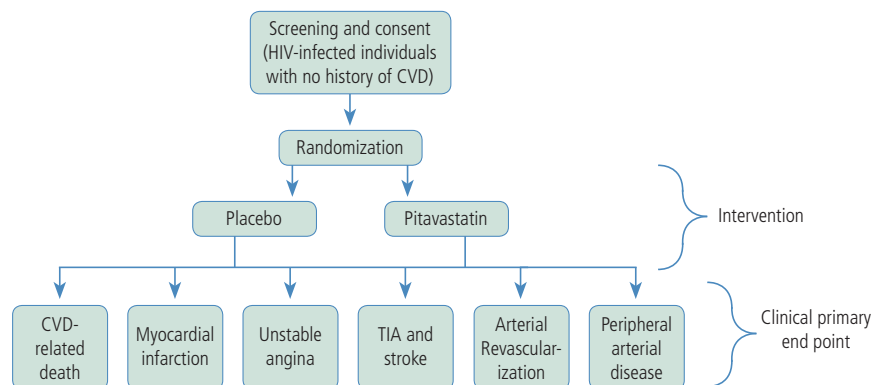 Screening and consent
(HIV-infected individuals
with no history of CVD)
Randomization
Placebo
Pitavastatin
Intervention
CVD-
related
death
Myocardial
infarction
Unstable
angina
TIA and
stroke
Arterial
Revascular-
ization
Peripheral
arterial
disease
Clinical primary
end point